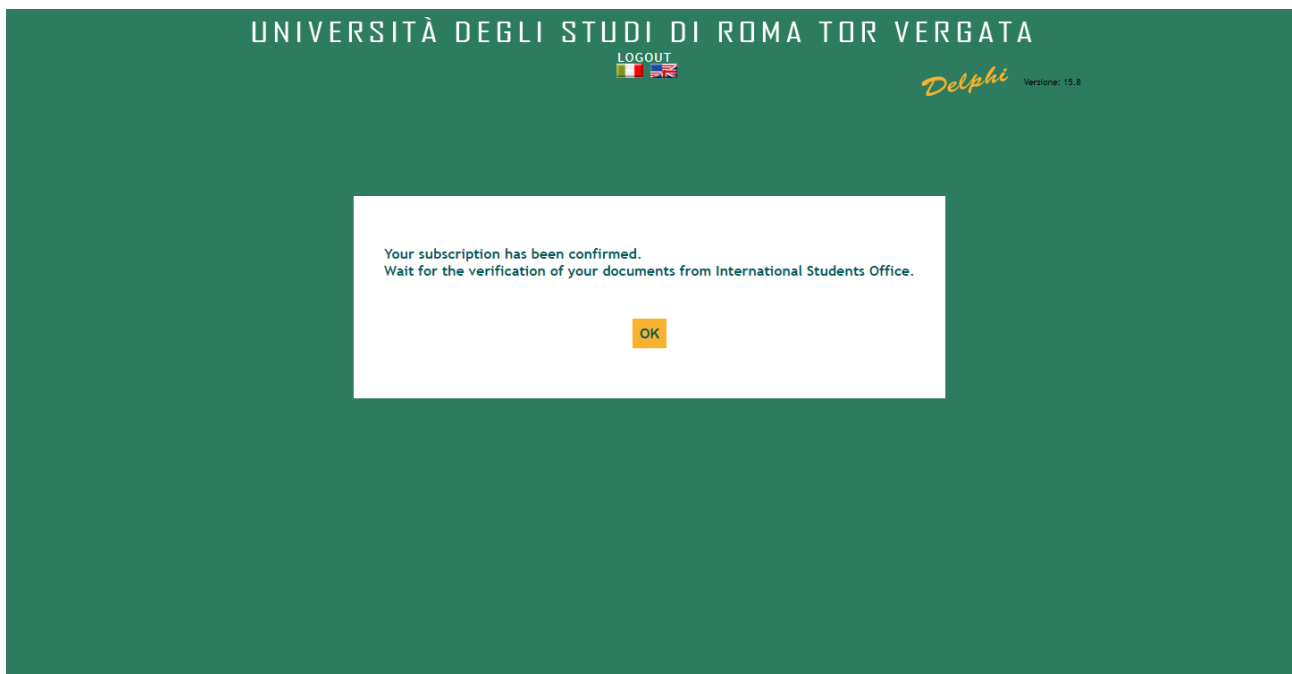 UNIVERSITÀ DEGLI STUDI DI ROMA TOR VERGATA
LOGOUT
Delphi
Versione: 15.8
Your subscription has been confirmed.
Wait for the verification of your documents from International Students Office.
OK